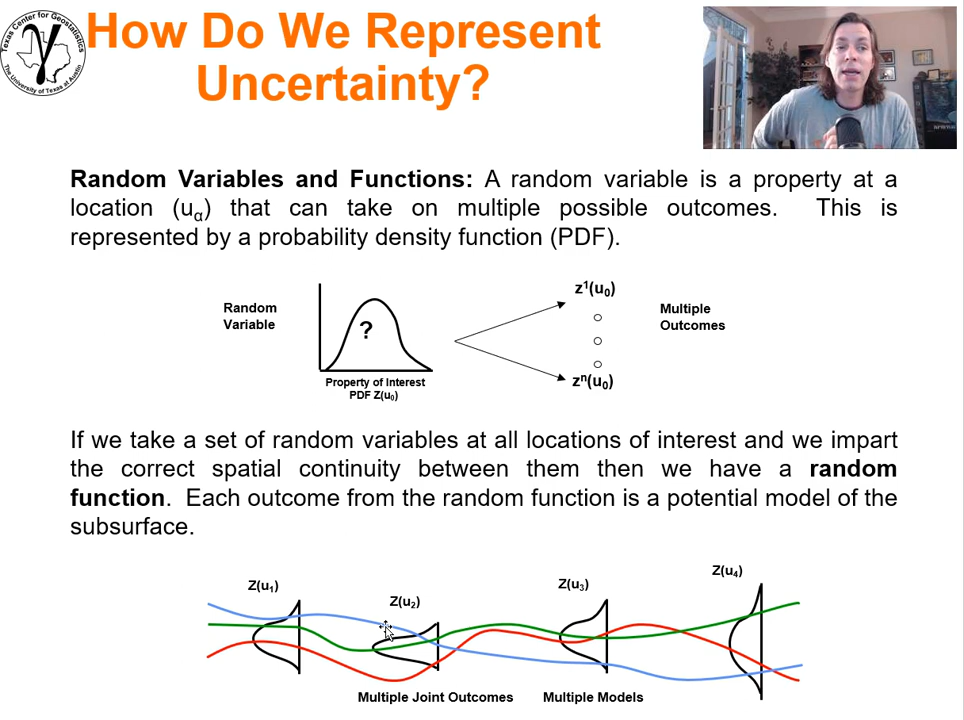 Texas Center for Geostatistics
The University of Texas at Austin
γ
How Do We Represent
Uncertainty?
Random Variables and Functions: A random variable is a property at a
location (uα) that can take on multiple possible outcomes. This is
represented by a probability density function (PDF).
Random
Variable
?
Property of Interest
PDF Z(u0)
z1(u0)
zn(u0)
Multiple
Outcomes
If we take a set of random variables at all locations of interest and we impart
the correct spatial continuity between them then we have a random
function. Each outcome from the random function is a potential model of the
subsurface.
Z(u1)
Z(u2)
Z(u3)
Z(u4)
Multiple Joint Outcomes
Multiple Models